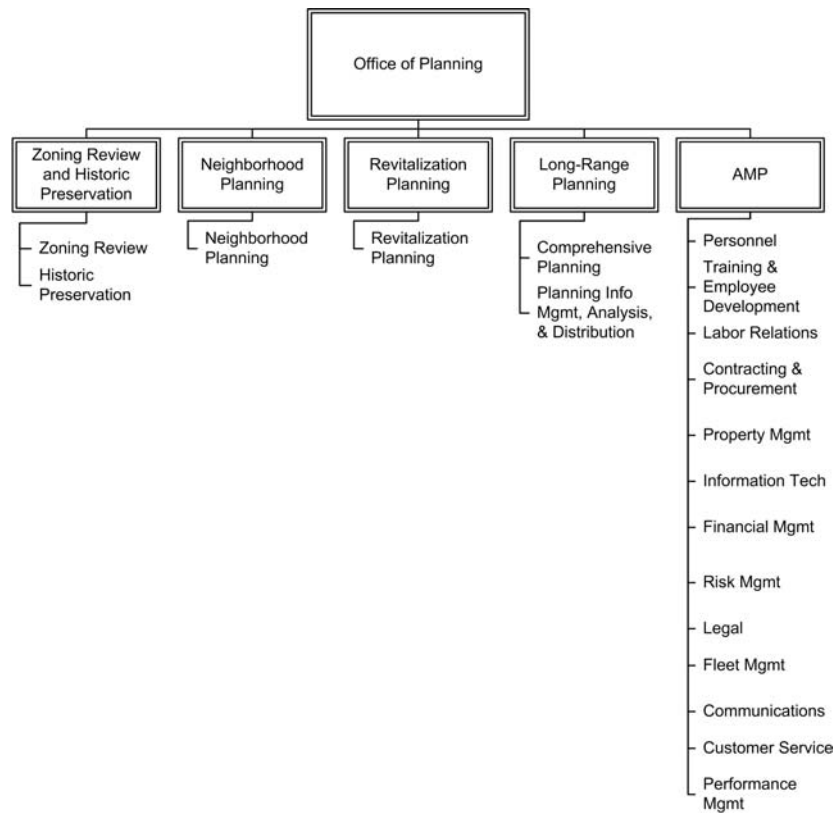 Office of Planning
Zoning Review
and Historic
Preservation
Neighborhood
Planning
Revitalization
Planning
Long-Range
Planning
AMP
Zoning Review
Historic
Preservation
Neighborhood
Planning
Revitalization
Planning
Comprehensive
Planning
Planning Info
Mgmt, Analysis,
& Distribution
Personnel
Training &
Employee
Development
Labor Relations
Contracting &
Procurement
Property Mgmt
Information Tech
Financial Mgmt
Risk Mgmt
Legal
Fleet Mgmt
Communications
Customer Service
Performance
Mgmt